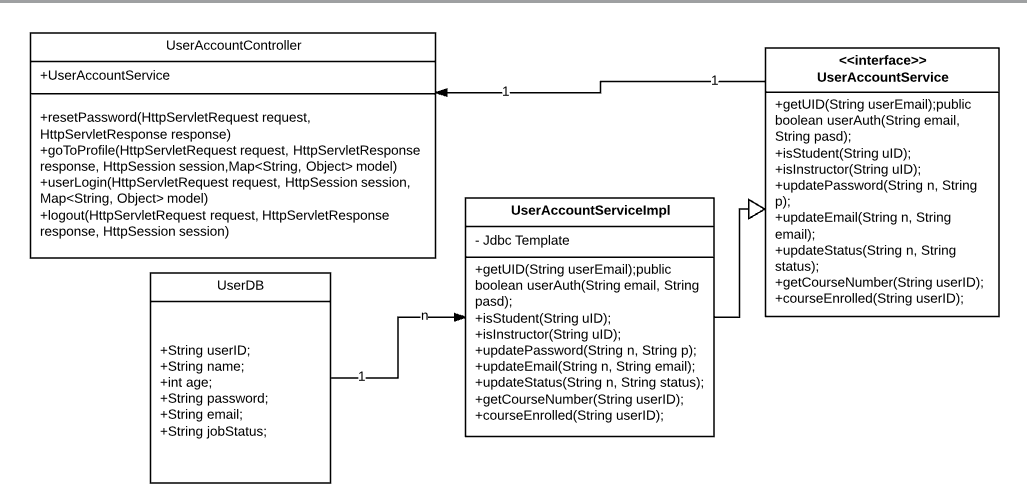 UserAccountController
+UserAccountService
+resetPassword(HttpServletRequest request,
HttpServletResponse response)
+goToProfile(HttpServletRequest request, HttpServletResponse
response, HttpSession session,Map<String, Object> model)
+userLogin(HttpServletRequest request, HttpSession session,
Map<String, Object> model)
+logout(HttpServletRequest request, HttpServletResponse
response, HttpSession session)
1
1
<<interface>>
UserAccountService
+getUID(String userEmail);public
boolean userAuth(String email,
String pasd);
+isStudent(String uID);
+isInstructor(String uID);
+updatePassword(String n, String
p);
+updateEmail(String n, String
email);
+updateStatus(String n, String
status);
+getCourseNumber(String userID);
+courseEnrolled(String userID);
UserAccountServiceImpl
- Jdbc Template
+getUID(String userEmail);public
boolean userAuth(String email, String
pasd);
+isStudent(String uID);
+isInstructor(String uID);
+updatePassword(String n, String p);
+updateEmail(String n, String email);
+updateStatus(String n, String status);
+getCourseNumber(String userID);
+courseEnrolled(String userID);
UserDB
+String userID;
+String name;
+int age;
+String password;
+String email;
+String jobStatus;
1
n